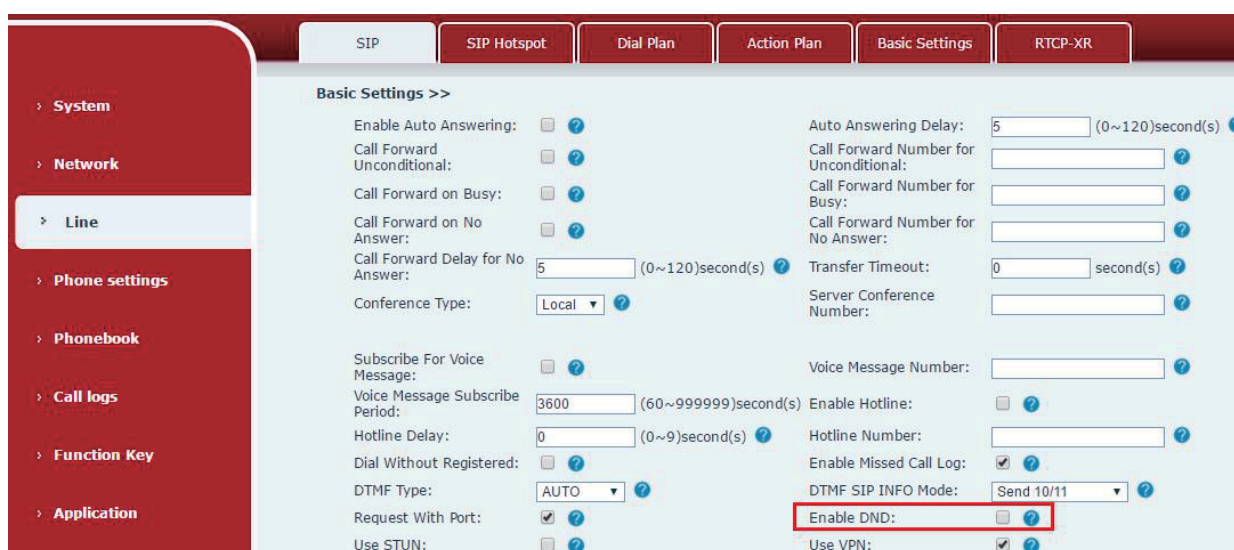 SIP SIP Hotspot Dial Plan Action Plan Basic Settings RTCP-XR
› System
› Network
› Line
› Phone settings
› Phonebook
› Call logs
› Function Key
› Application
Basic Settings >>
Enable Auto Answering: ? Auto Answering Delay: 5 (0~120)second(s)
Call Forward
Unconditional: ? Call Forward Number for
Unconditional: ?
Call Forward on Busy: ? Call Forward Number for
Busy: ?
Call Forward on No
Answer: ? Call Forward Number for
No Answer: ?
Call Forward Delay for No
Answer: 5 (0~120)second(s) ? Transfer Timeout: 0 second(s) ?
Conference Type: Local ? Server Conference
Number: ?
Subscribe For Voice
Message: ? Voice Message Number: ?
Voice Message Subscribe
Period: 3600 (60~999999)second(s) Enable Hotline: ?
Hotline Delay: 0 (0~9)second(s) ? Hotline Number: ?
Dial Without Registered: ? Enable Missed Call Log: ?
DTMF Type: AUTO ? DTMF SIP INFO Mode: Send 10/11 ?
Request With Port: ? Enable DND: ?
Use STUN: ? Use VPN: ?